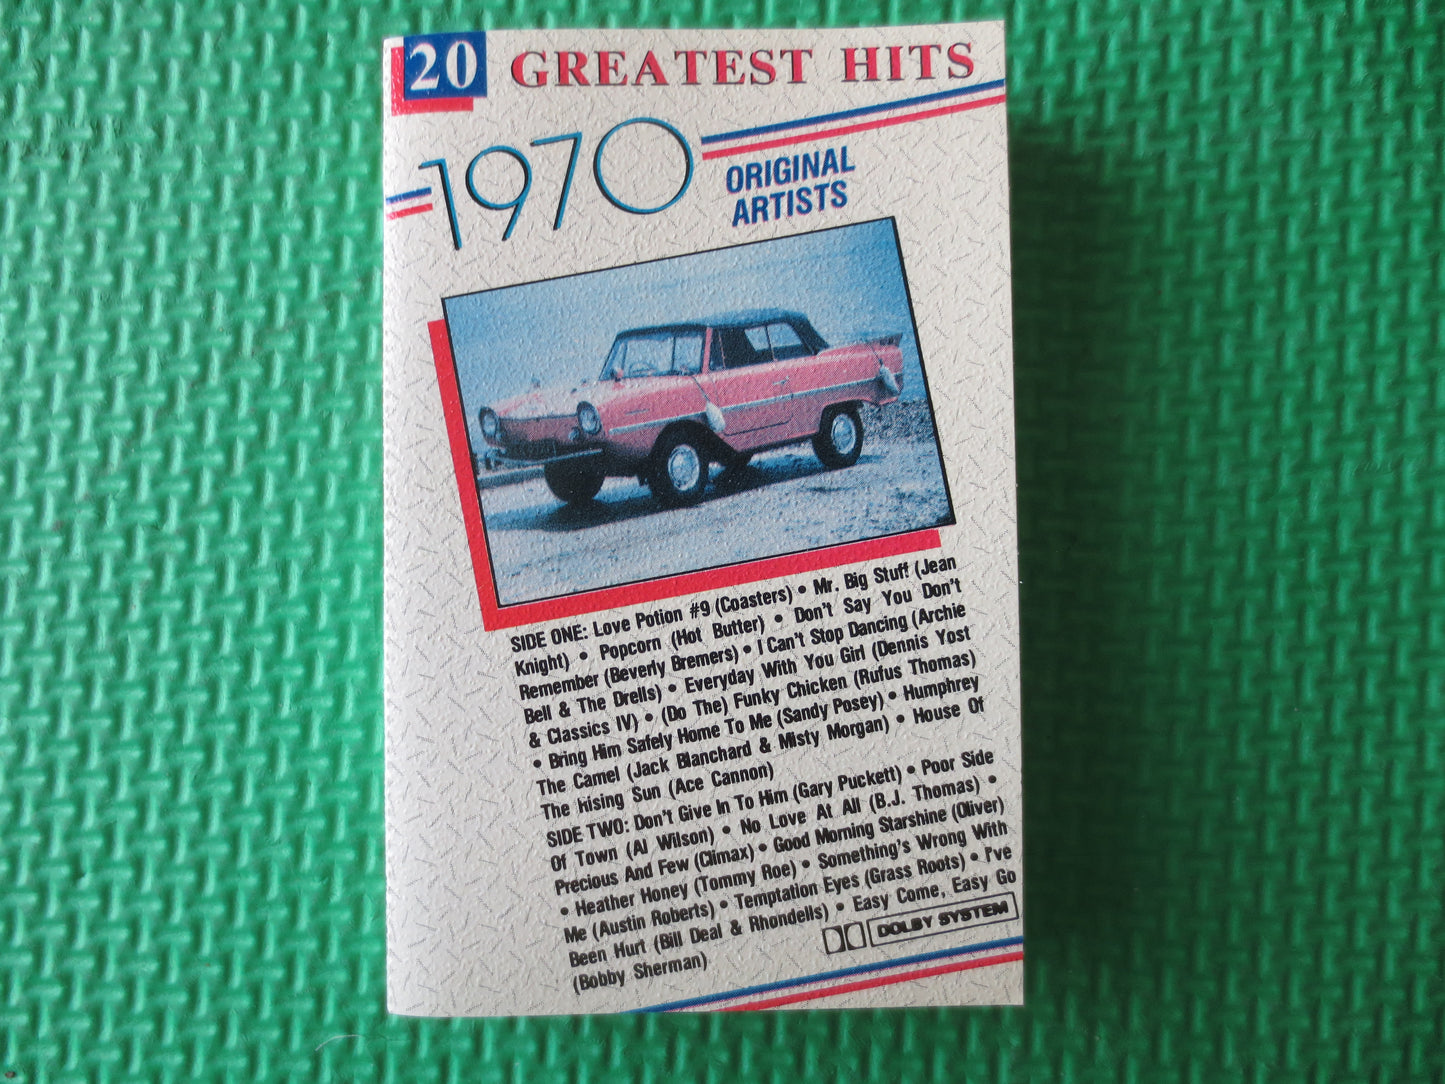 20 GREATEST HITS
1970
ORIGINAL
ARTISTS
SIDE ONE: Love Potion #9 (Coasters) • Mr. Big Stuff (Jean
Knight) • Popcorn (Hot Butter) • Don't Say You Don't
Remember (Beverly Bremers) • I Can't Stop Dancing (Archie
Bell & The Drells) • Everyday With You Girl (Dennis Yost
& Classics IV) • (Do The) Funky Chicken (Rufus Thomas)
• Bring Him Safely Home To Me (Sandy Posey) • Humphrey
The Camel (Jack Blanchard & Misty Morgan) • House Of
The Rising Sun (Ace Cannon)
SIDE TWO: Don't Give In To Him (Gary Puckett) • Poor Side
Of Town (Al Wilson) • No Love At All (B.J. Thomas) •
Precious And Few (Climax) • Good Morning Starshine (Oliver)
• Heather Honey (Tommy Roe) • Something's Wrong With
Me (Austin Roberts) • Temptation Eyes (Grass Roots) • I've
Been Hurt (Bill Deal & Rhondells) • Easy Come, Easy Go
(Bobby Sherman)
DOLBY SYSTEM